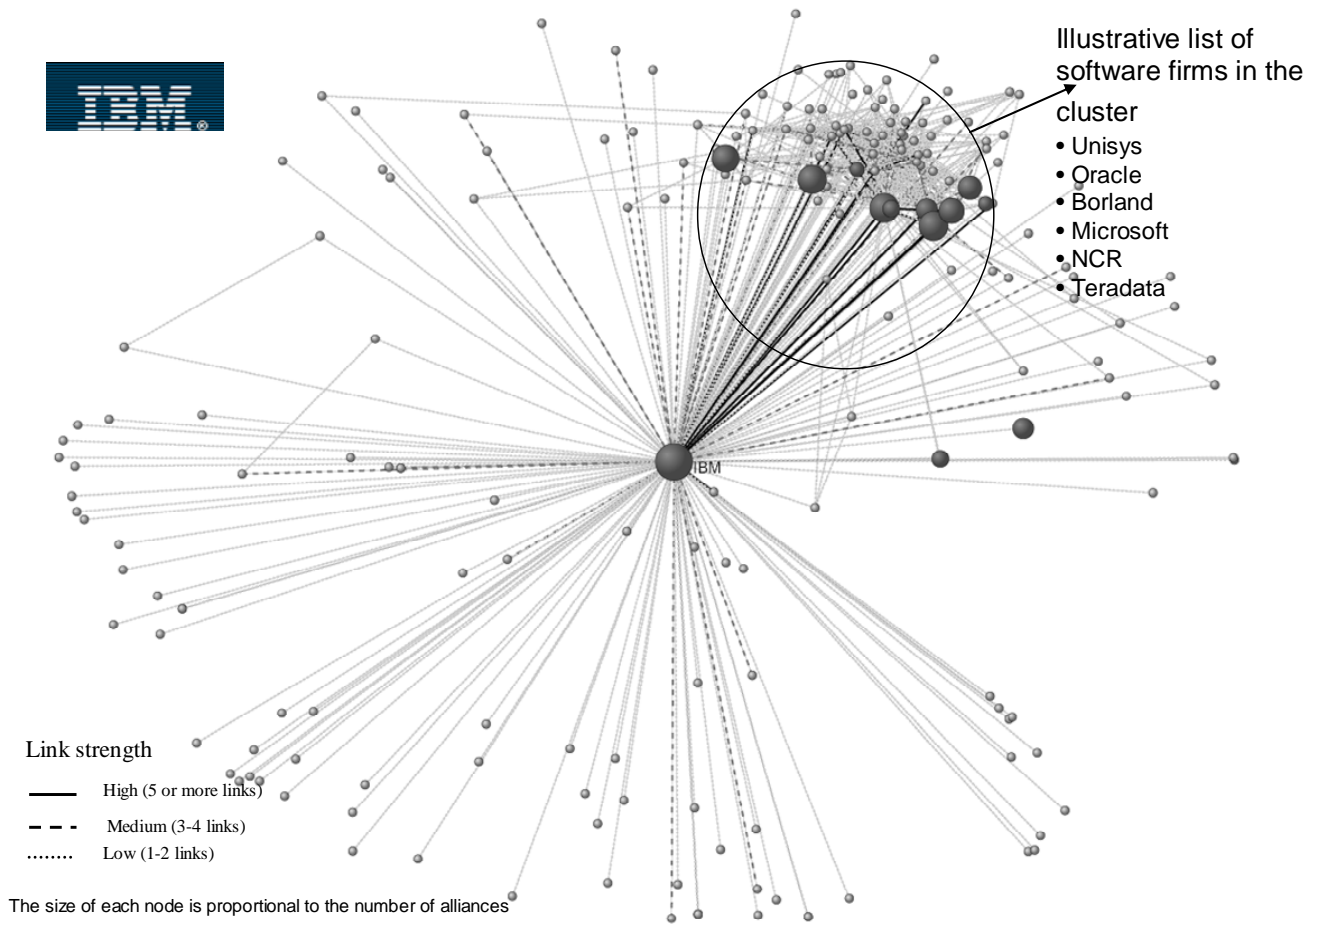 Illustrative list of
software firms in the
cluster
IBM®
• Unisys
• Oracle
• Borland
• Microsoft
• NCR
• Teradata
IBM
Link strength
High (5 or more links)
Medium (3-4 links)
Low (1-2 links)
The size of each node is proportional to the number of alliances